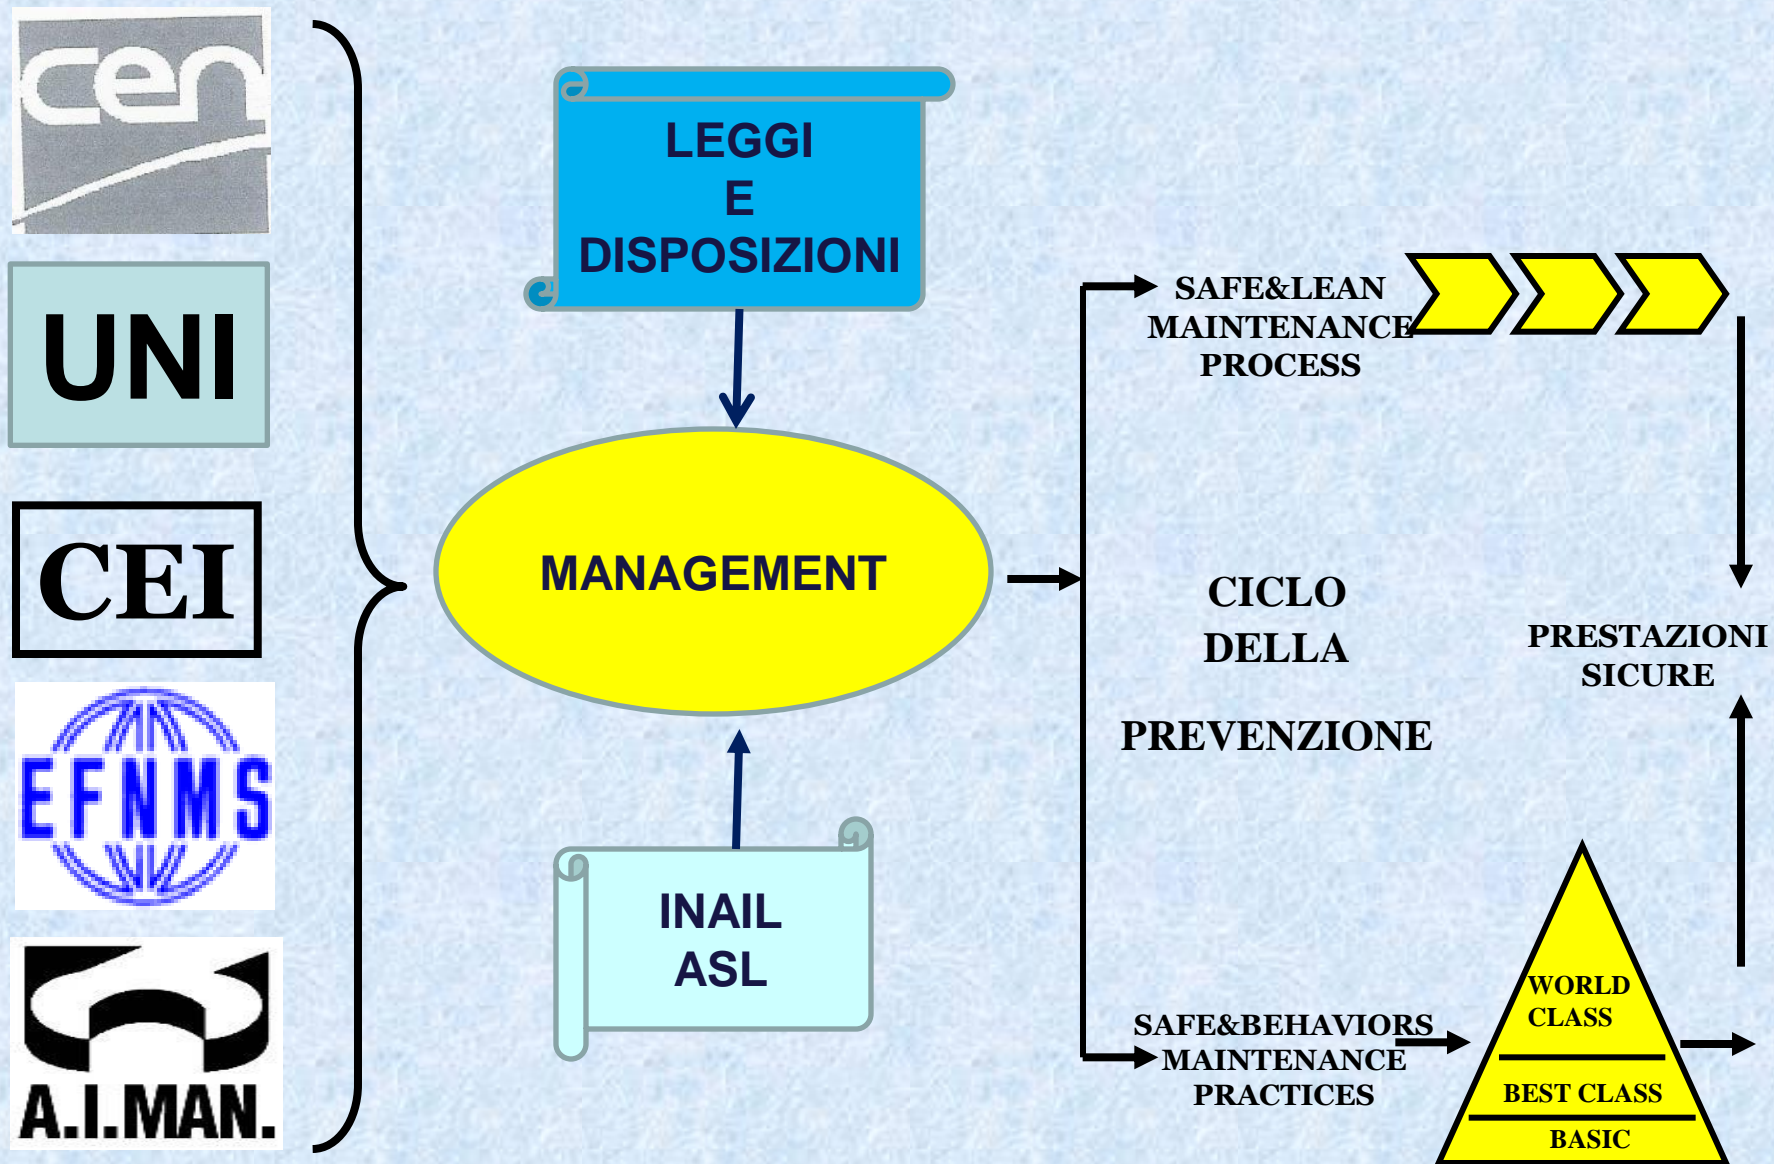 cen
UNI
CEI
EFNMS
A.I.MAN.
LEGGI
E
DISPOSIZIONI
MANAGEMENT
INAIL
ASL
SAFE&LEAN
MAINTENANCE
PROCESS
CICLO
DELLA
PREVENZIONE
PRESTAZIONI
SICURE
SAFE&BEHAVIORS
MAINTENANCE
PRACTICES
WORLD
CLASS
BEST CLASS
BASIC